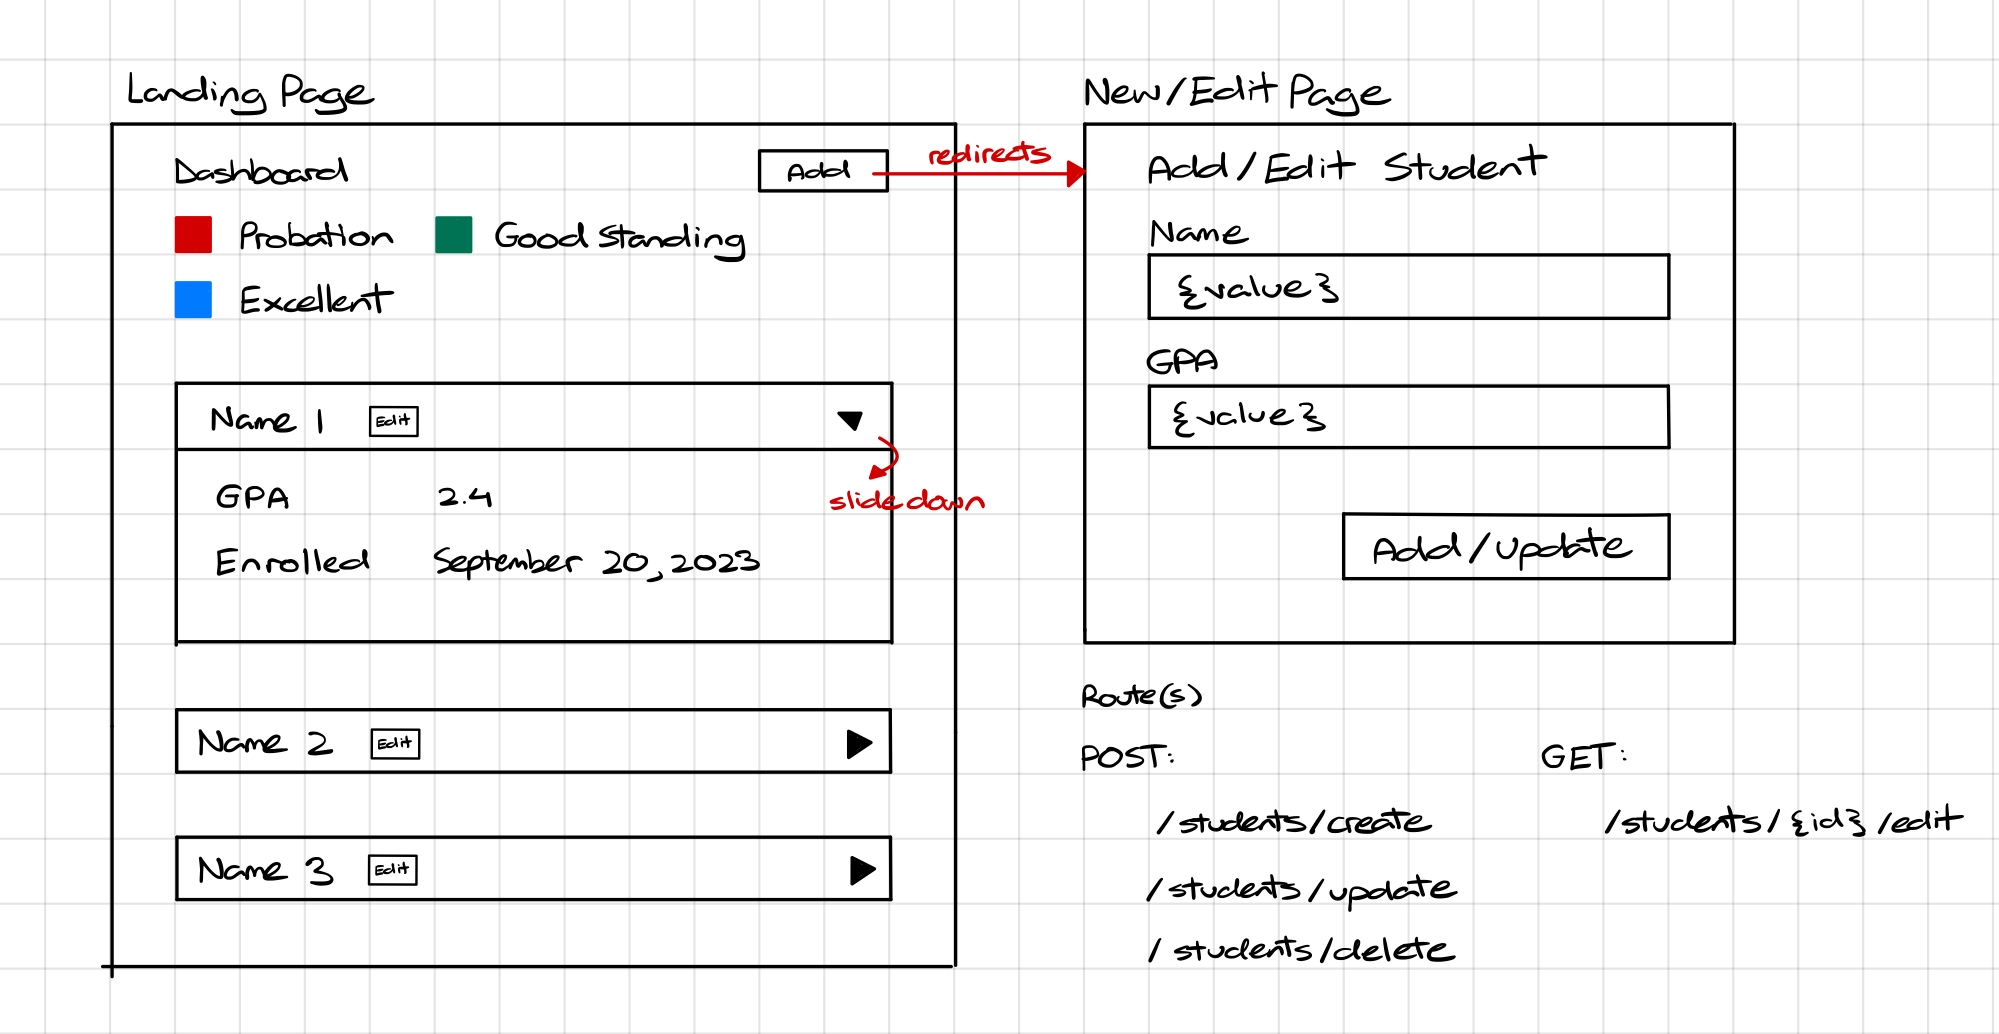 Landing Page
Dashboard
Add
Probation
Good Standing
Excellent
Name 1
Edit
GPA
2.4
Enrolled
September 20, 2023
slide down
Name 2
Edit
Name 3
Edit
redirects
New/Edit Page
Add/Edit Student
Name
{value}
GPA
{value}
Add/update
Route(s)
POST:
/students/create
/students/update
/students/delete
GET:
/students/{id}/edit